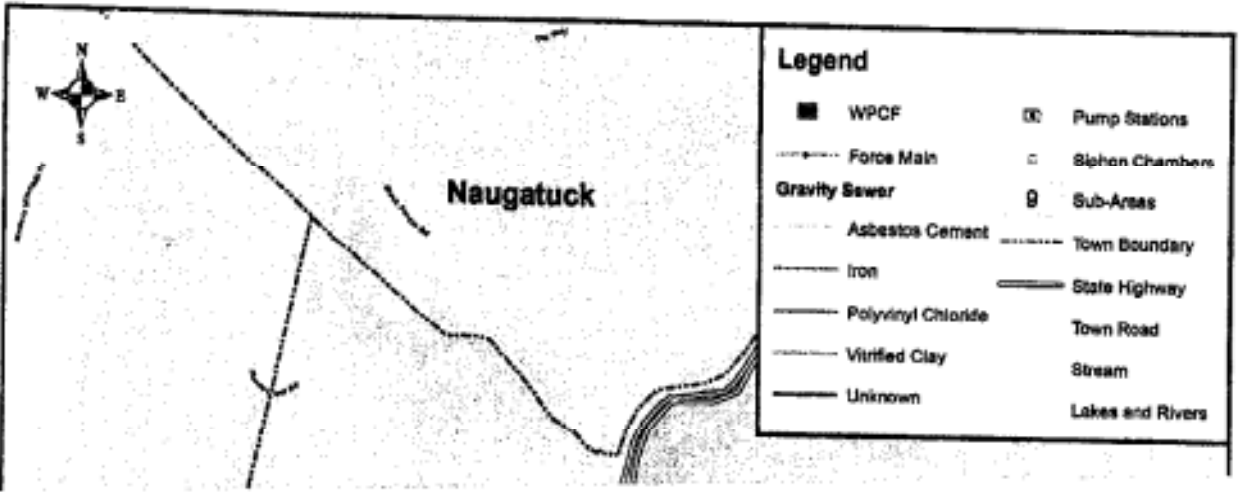 N
W E
S
Naugatuck
Legend
WPCF
Force Main
Gravity Sewer
Asbestos Cement
Iron
Polyvinyl Chloride
Vitrified Clay
Unknown
Pump Stations
Siphon Chambers
Sub-Areas
Town Boundary
State Highway
Town Road
Stream
Lakes and Rivers